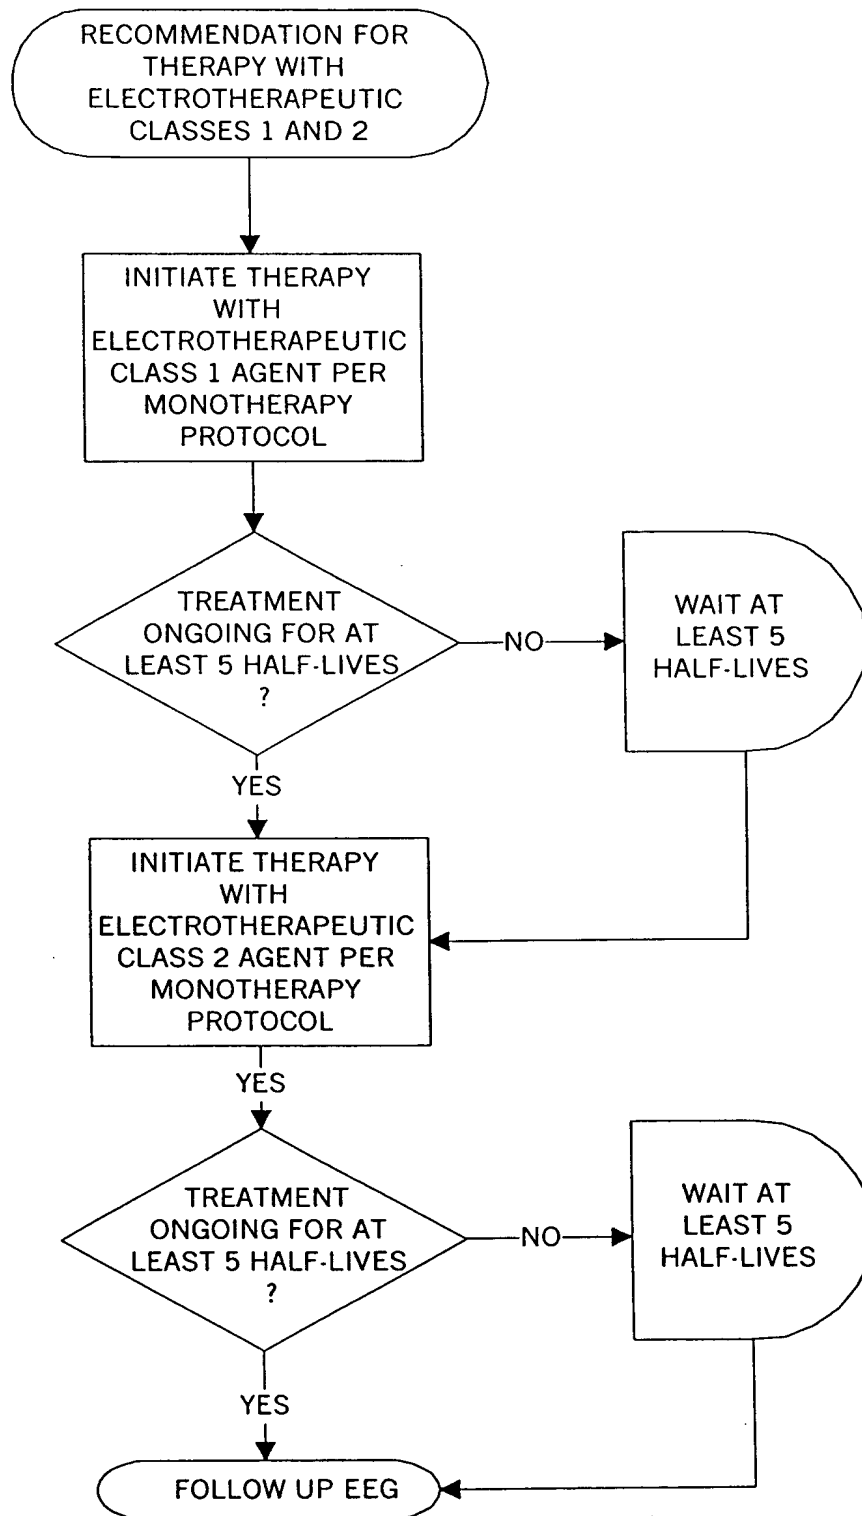 RECOMMENDATION FOR
THERAPY WITH
ELECTROTHERAPEUTIC
CLASSES 1 AND 2
INITIATE THERAPY
WITH
ELECTROTHERAPEUTIC
CLASS 1 AGENT PER
MONOTHERAPY
PROTOCOL
TREATMENT
ONGOING FOR AT
LEAST 5 HALF-LIVES
?
NO
WAIT AT
LEAST 5
HALF-LIVES
YES
INITIATE THERAPY
WITH
ELECTROTHERAPEUTIC
CLASS 2 AGENT PER
MONOTHERAPY
PROTOCOL
YES
TREATMENT
ONGOING FOR AT
LEAST 5 HALF-LIVES
?
NO
WAIT AT
LEAST 5
HALF-LIVES
YES
FOLLOW UP EEG